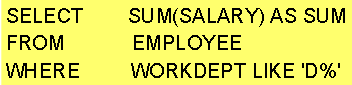 SELECT SUM(SALARY) AS SUM
FROM EMPLOYEE
WHERE WORKDEPT LIKE 'D%'